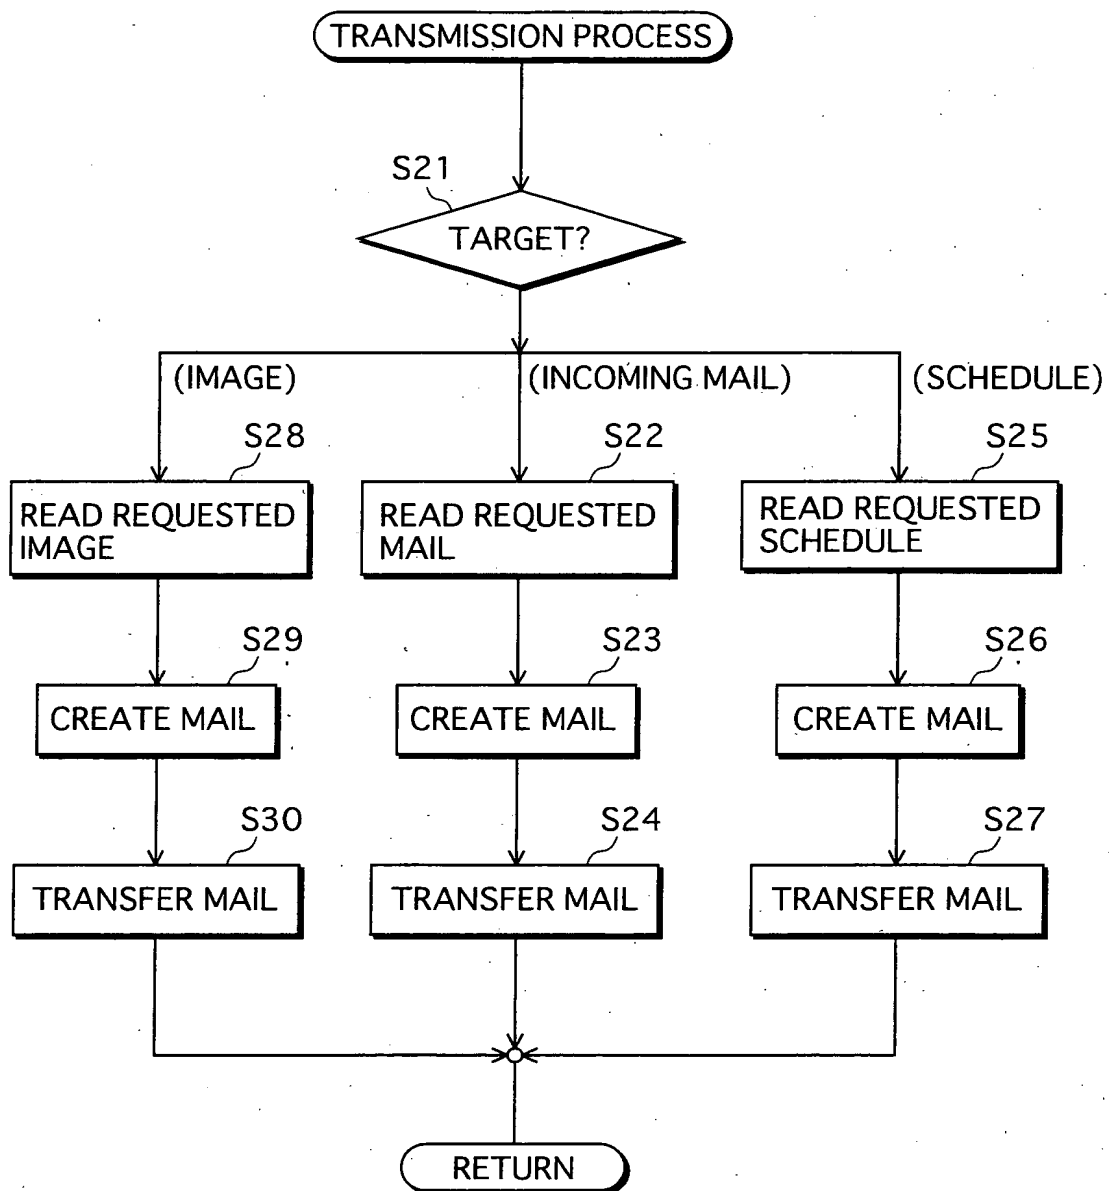 TRANSMISSION PROCESS
S21
TARGET?
(IMAGE)
(INCOMING MAIL)
(SCHEDULE)
S28
S22
S25
READ REQUESTED
IMAGE
READ REQUESTED
MAIL
READ REQUESTED
SCHEDULE
S29
S23
S26
CREATE MAIL
CREATE MAIL
CREATE MAIL
S30
S24
S27
TRANSFER MAIL
TRANSFER MAIL
TRANSFER MAIL
RETURN